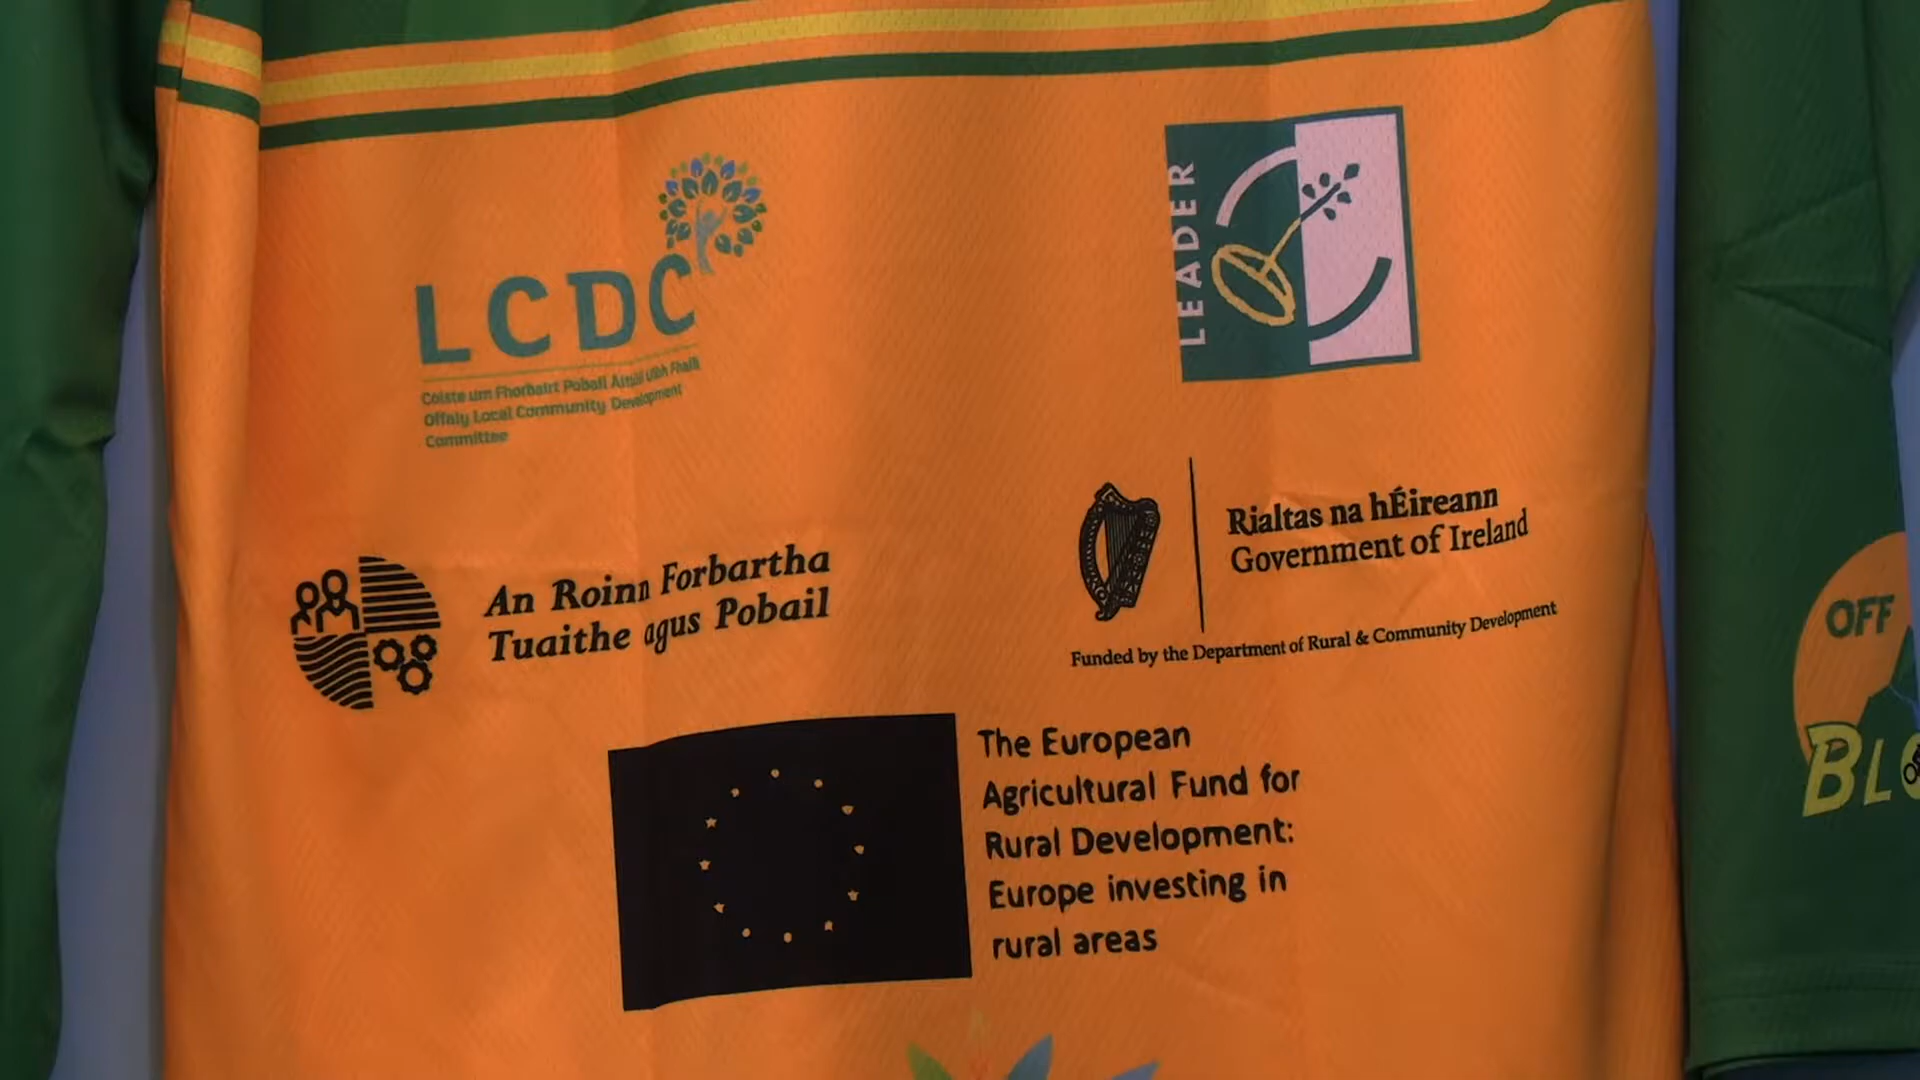 LCDC
Coiste um Fhorbairt Pobail Áitiúil Uíbh Fhailí
Offaly Local Community Development
Committee
LEADER
An Roinn Forbartha
Tuaithe agus Pobail
Rialtas na hÉireann
Government of Ireland
Funded by the Department of Rural & Community Development
The European
Agricultural Fund for
Rural Development:
Europe investing in
rural areas
OFF